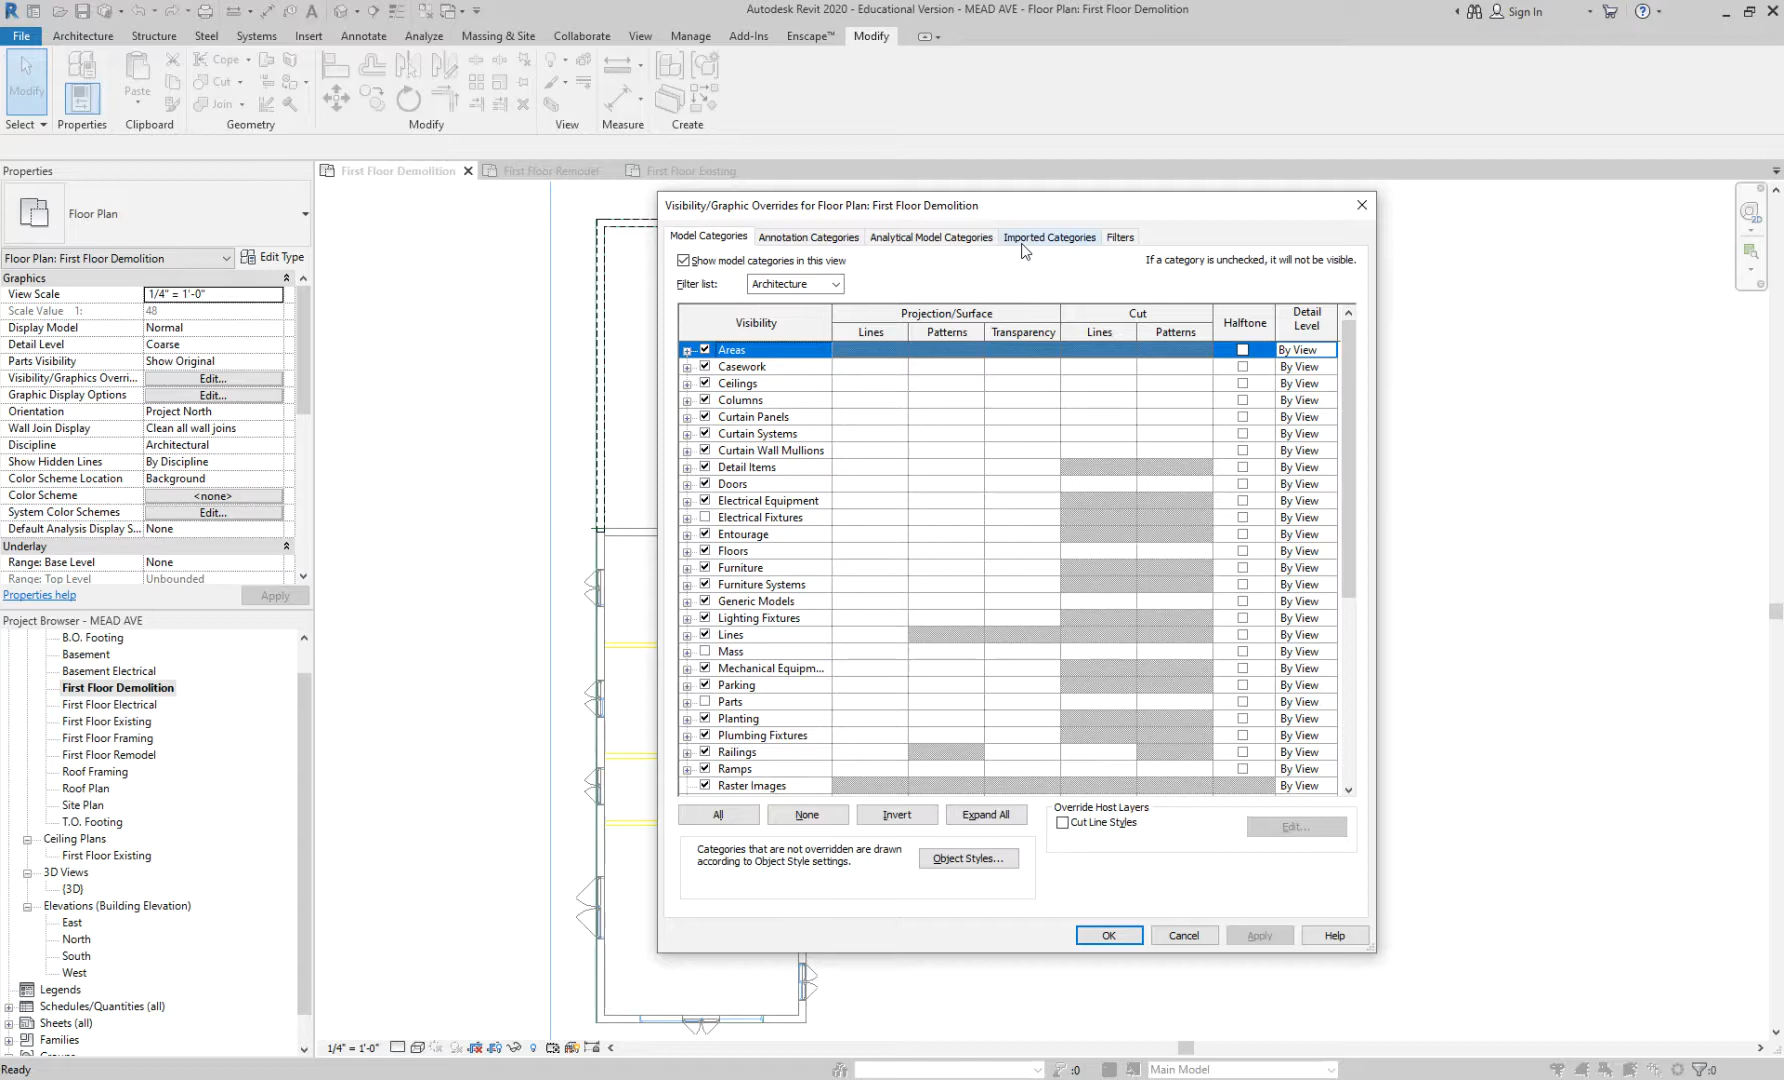 Autodesk Revit 2020 - Educational Version - MEAD AVE - Floor Plan: First Floor Demolition
Sign In
File Architecture Structure Steel Systems Insert Annotate Analyze Massing & Site Collaborate View Manage Add-Ins Enscape™ Modify
Modify
Paste
Cope
Cut
Join
Select Properties Clipboard Geometry Modify View Measure Create
Properties
Floor Plan
Floor Plan: First Floor Demolition
Edit Type
Graphics
View Scale 1/4" = 1'-0"
Scale Value 1: 48
Display Model Normal
Detail Level Coarse
Parts Visibility Show Original
Visibility/Graphics Overri... Edit...
Graphic Display Options Edit...
Orientation Project North
Wall Join Display Clean all wall joins
Discipline Architectural
Show Hidden Lines By Discipline
Color Scheme Location Background
Color Scheme <none>
System Color Schemes Edit...
Default Analysis Display S... None
Underlay
Range: Base Level None
Range: Top Level Unbounded
Properties help
Apply
Project Browser - MEAD AVE
B.O. Footing
Basement
Basement Electrical
First Floor Demolition
First Floor Electrical
First Floor Existing
First Floor Framing
First Floor Remodel
Roof Framing
Roof Plan
Site Plan
T.O. Footing
Ceiling Plans
First Floor Existing
3D Views
{3D}
Elevations (Building Elevation)
East
North
South
West
Legends
Schedules/Quantities (all)
Sheets (all)
Families
First Floor Demolition
First Floor Remodel
First Floor Existing
Visibility/Graphic Overrides for Floor Plan: First Floor Demolition
Model Categories Annotation Categories Analytical Model Categories Imported Categories Filters
Show model categories in this view
If a category is unchecked, it will not be visible.
Filter list: Architecture
Visibility
Projection/Surface
Cut
Halftone
Detail Level
Lines Patterns Transparency Lines Patterns
Areas By View
Casework By View
Ceilings By View
Columns By View
Curtain Panels By View
Curtain Systems By View
Curtain Wall Mullions By View
Detail Items By View
Doors By View
Electrical Equipment By View
Electrical Fixtures By View
Entourage By View
Floors By View
Furniture By View
Furniture Systems By View
Generic Models By View
Lighting Fixtures By View
Lines By View
Mass By View
Mechanical Equipm... By View
Parking By View
Parts By View
Planting By View
Plumbing Fixtures By View
Railings By View
Ramps By View
Raster Images By View
All None Invert Expand All
Override Host Layers
Cut Line Styles
Edit...
Categories that are not overridden are drawn
according to Object Style settings.
Object Styles...
OK Cancel Apply Help
1/4" = 1'-0"
Ready
:0
Main Model
:0